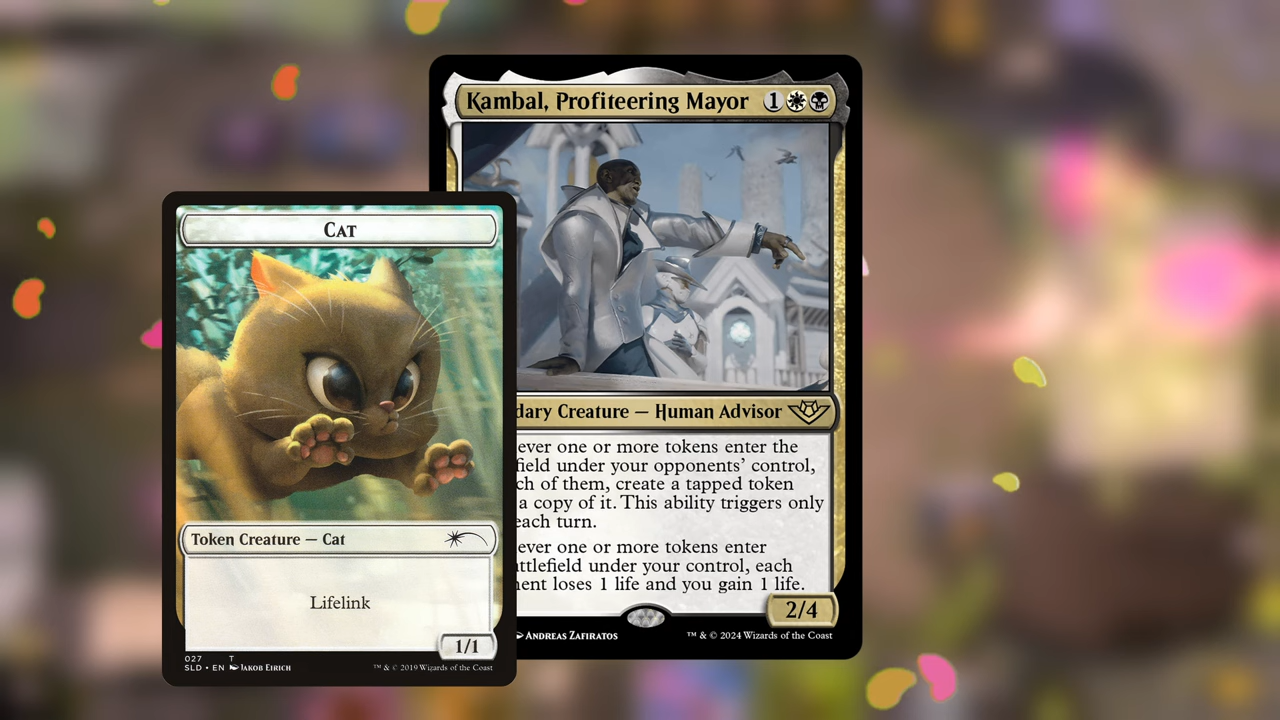 Kambal, Profiteering Mayor 1
Cat
dary Creature — Human Advisor
ever one or more tokens enter the
field under your opponents' control,
ch of them, create a tapped token
a copy of it. This ability triggers only
each turn.
ever one or more tokens enter
attlefield under your control, each
nent loses 1 life and you gain 1 life.
2/4
Andreas Zafiratos
™ & © 2024 Wizards of the Coast
Token Creature — Cat
Lifelink
1/1
027 T
SLD • EN Jakob Eirich
™ & © 2019 Wizards of the Coast